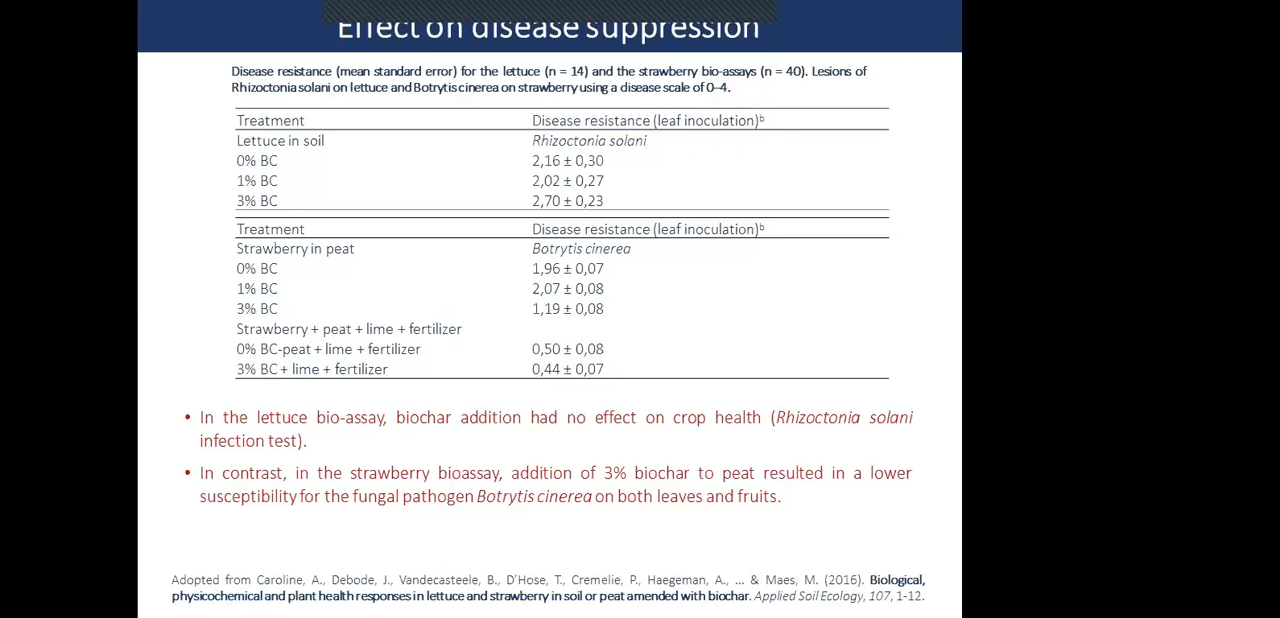 Effect on disease suppression
Disease resistance (mean standard error) for the lettuce (n = 14) and the strawberry bio-assays (n = 40). Lesions of
Rhizoctonia solani on lettuce and Botrytis cinerea on strawberry using a disease scale of 0–4.
Treatment Disease resistance (leaf inoculation)ᵇ
Lettuce in soil Rhizoctonia solani
0% BC 2,16 ± 0,30
1% BC 2,02 ± 0,27
3% BC 2,70 ± 0,23
Treatment Disease resistance (leaf inoculation)ᵇ
Strawberry in peat Botrytis cinerea
0% BC 1,96 ± 0,07
1% BC 2,07 ± 0,08
3% BC 1,19 ± 0,08
Strawberry + peat + lime + fertilizer
0% BC-peat + lime + fertilizer 0,50 ± 0,08
3% BC + lime + fertilizer 0,44 ± 0,07
• In the lettuce bio-assay, biochar addition had no effect on crop health (Rhizoctonia solani
infection test).
• In contrast, in the strawberry bioassay, addition of 3% biochar to peat resulted in a lower
susceptibility for the fungal pathogen Botrytis cinerea on both leaves and fruits.
Adopted from Caroline, A., Debode, J., Vandecasteele, B., D’Hose, T., Cremelie, P., Haegeman, A., ... & Maes, M. (2016). Biological,
physicochemical and plant health responses in lettuce and strawberry in soil or peat amended with biochar. Applied Soil Ecology, 107, 1-12.